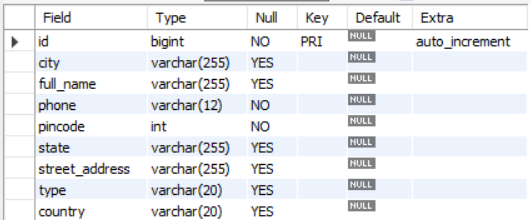 Field Type Null Key Default Extra
id bigint NO PRI NULL auto_increment
city varchar(255) YES NULL
full_name varchar(255) YES NULL
phone varchar(12) NO NULL
pincode int NO NULL
state varchar(255) YES NULL
street_address varchar(255) YES NULL
type varchar(20) YES NULL
country varchar(20) YES NULL